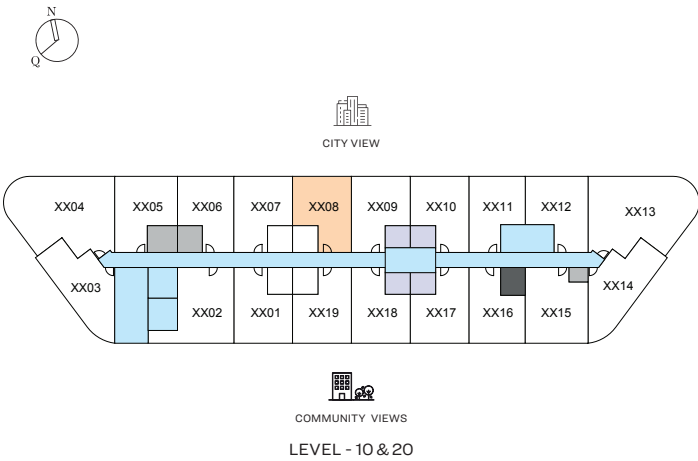 N
Q
CITY VIEW
XX04 XX05 XX06 XX07 XX08 XX09 XX10 XX11 XX12 XX13
XX03 XX14
XX02 XX01 XX19 XX18 XX17 XX16 XX15
COMMUNITY VIEWS
LEVEL - 10 & 20